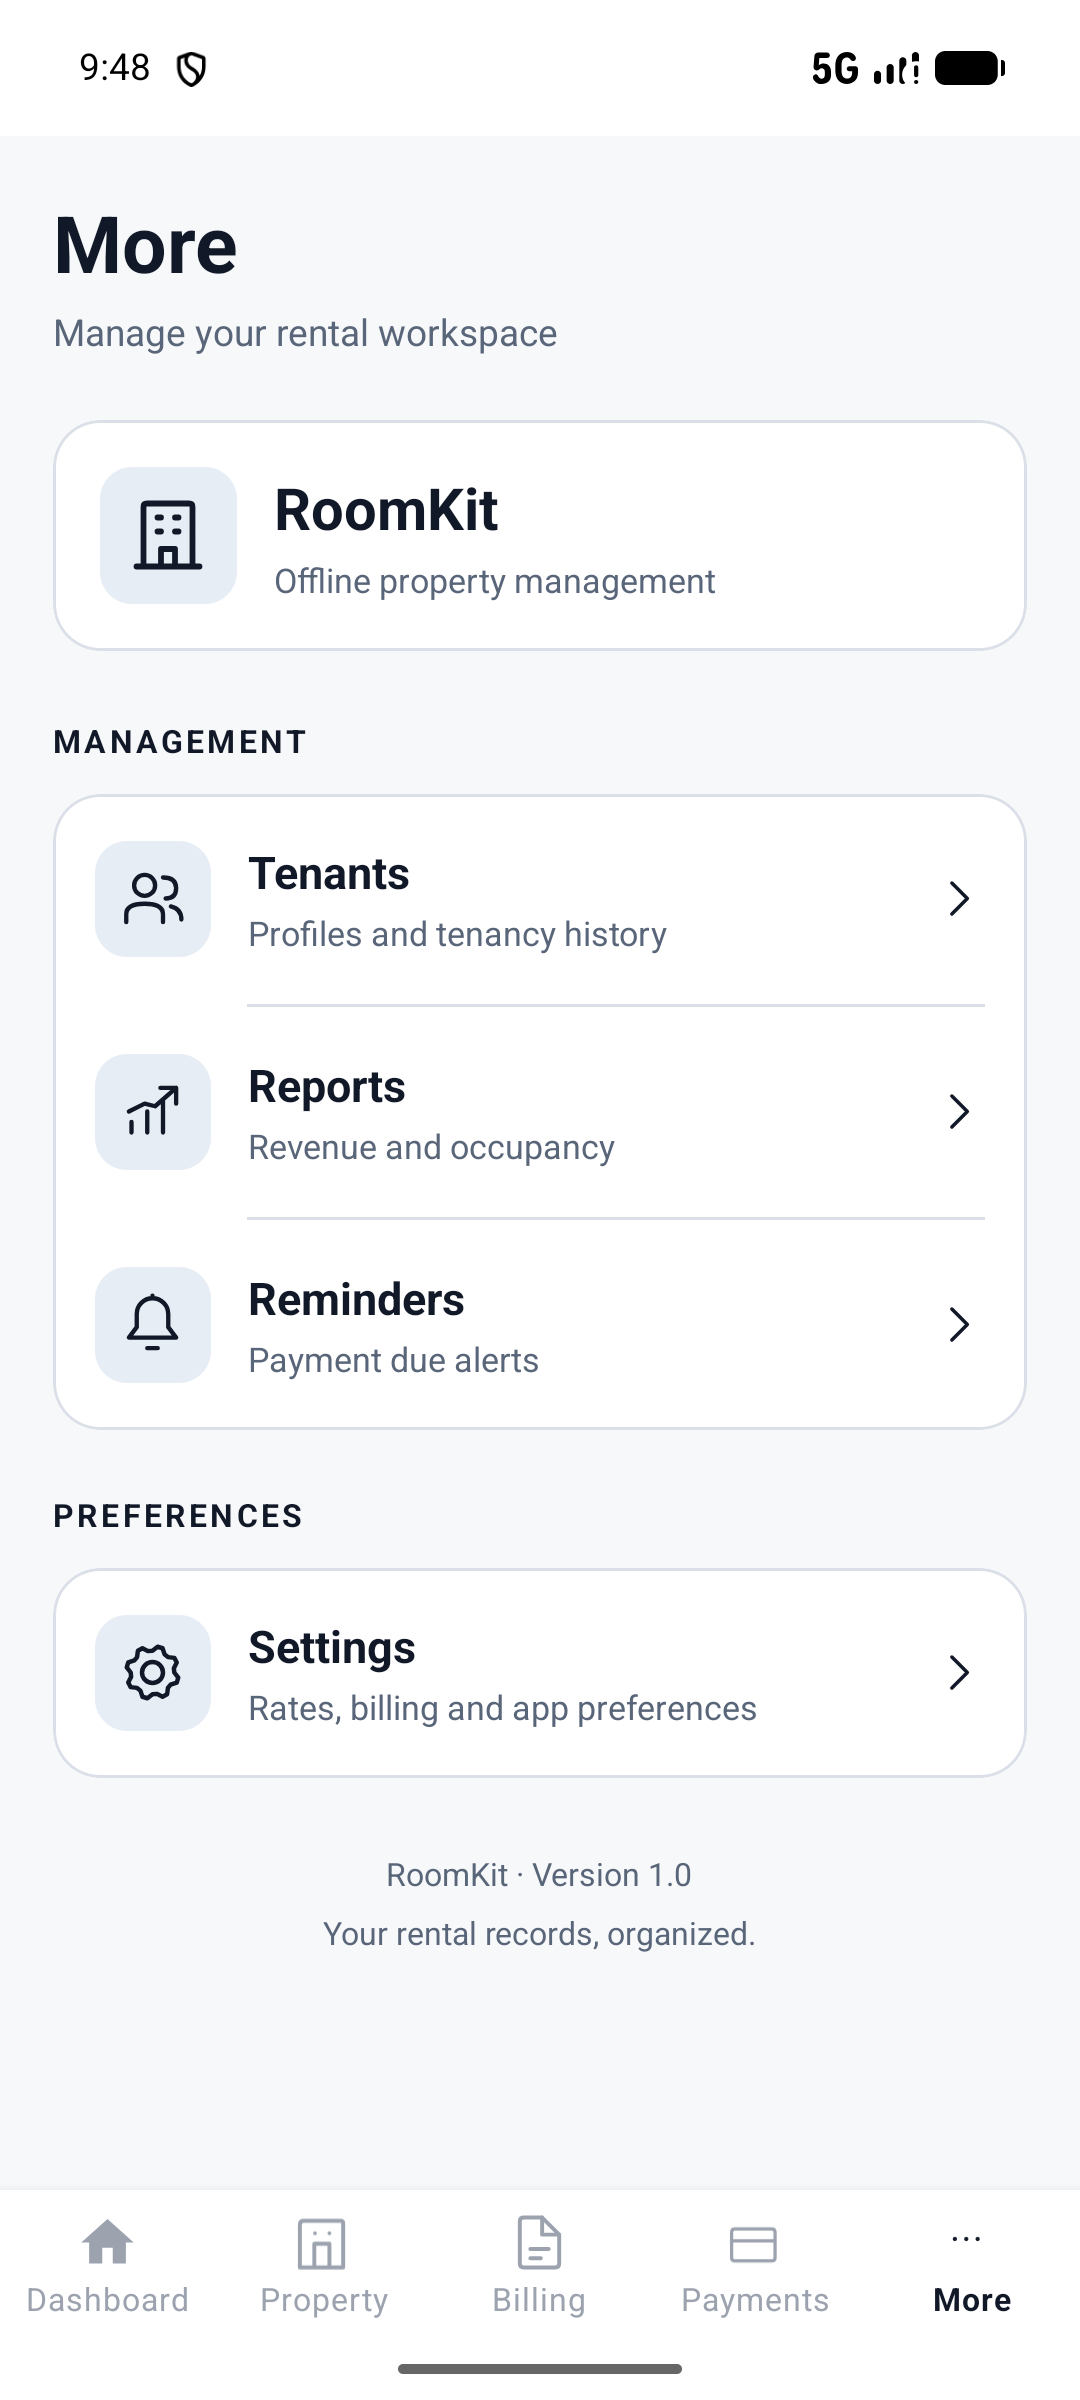 9:48
5G
More
Manage your rental workspace
RoomKit
Offline property management
MANAGEMENT
Tenants
Profiles and tenancy history
Reports
Revenue and occupancy
Reminders
Payment due alerts
PREFERENCES
Settings
Rates, billing and app preferences
RoomKit · Version 1.0
Your rental records, organized.
Dashboard
Property
Billing
Payments
More